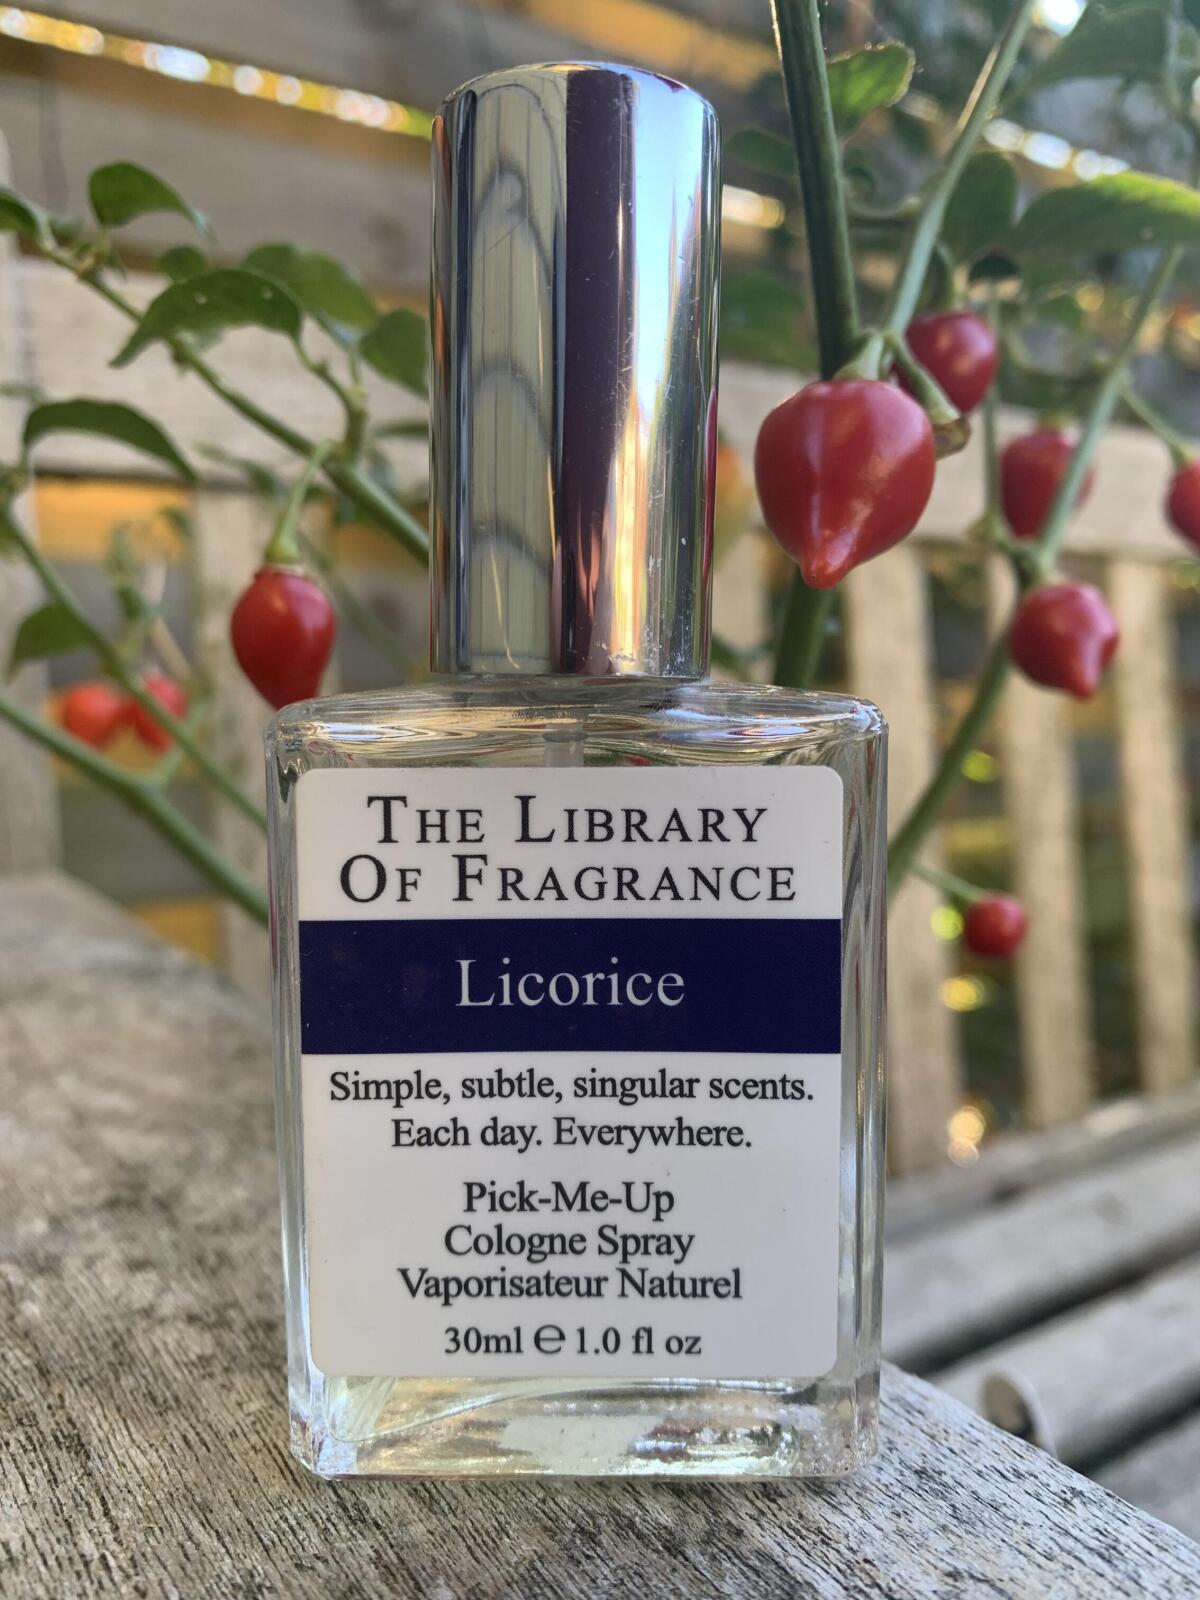 The Library
Of Fragrance
Licorice
Simple, subtle, singular scents.
Each day. Everywhere.
Pick-Me-Up
Cologne Spray
Vaporisateur Naturel
30ml ℮ 1.0 fl oz